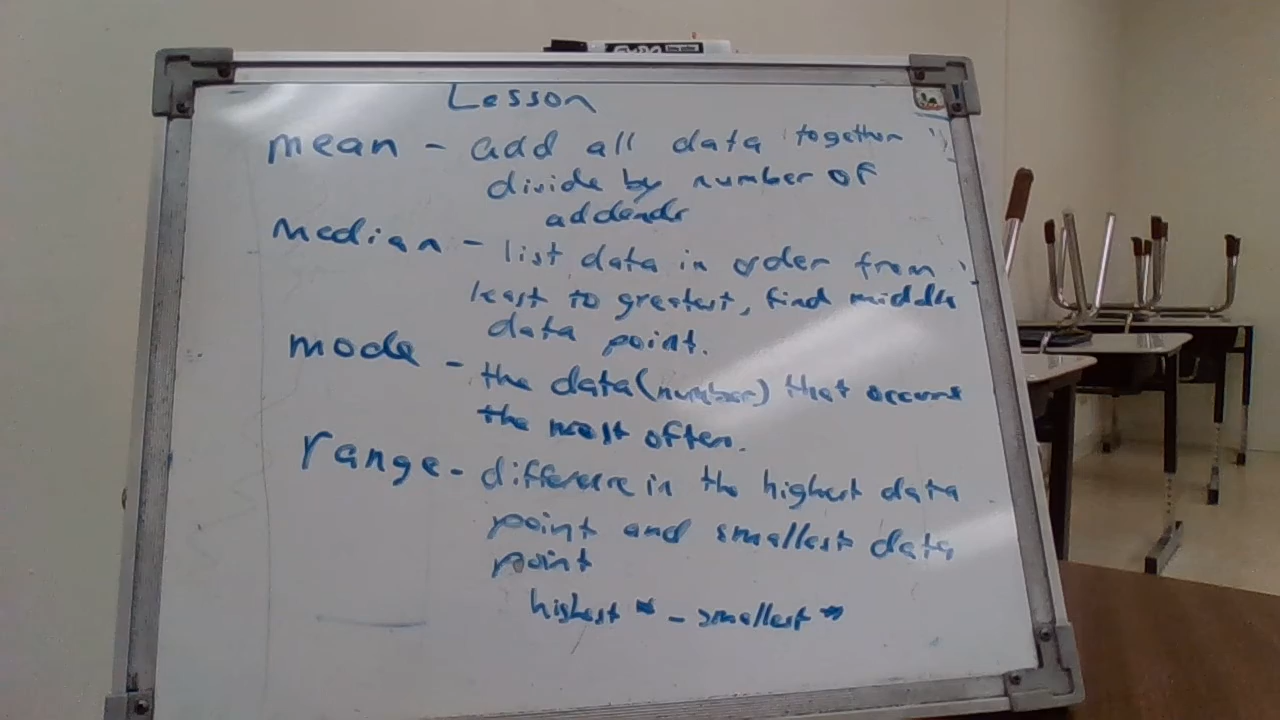 EXPO
Lesson
mean - add all data together
divide by number of
addends
median - list data in order from
least to greatest, find middle
data point.
mode - the data (number) that occurs
the most often.
range - difference in the highest data
point and smallest data
point
highest # - smallest #